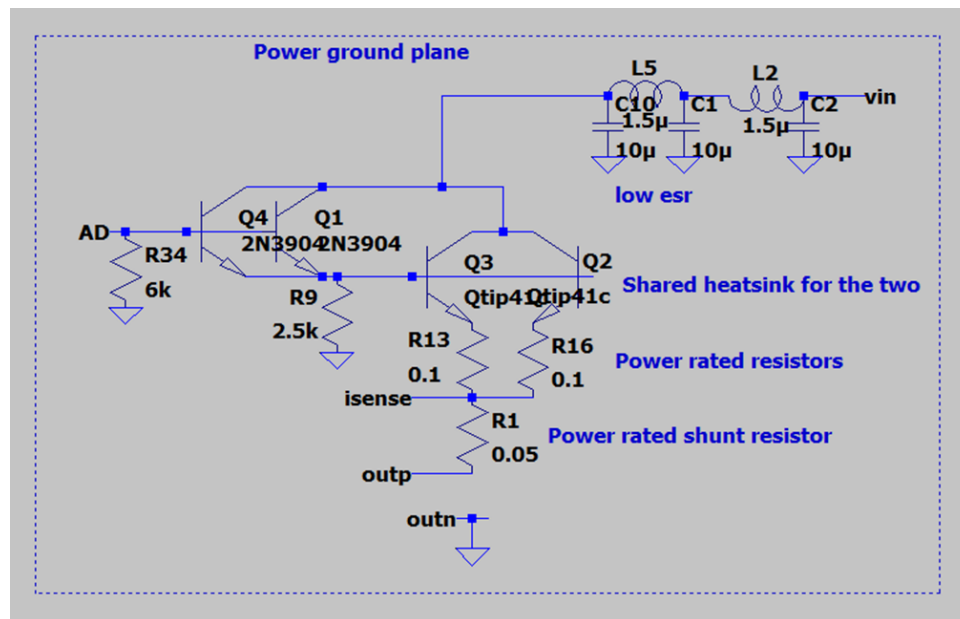 Power ground plane
L5
L2
C10
C1
C2
vin
1.5µ
1.5µ
10µ
10µ
10µ
low esr
AD
Q4
Q1
2N3904
2N3904
R34
6k
Q3
Q2
Qtip41c
Qtip41c
Shared heatsink for the two
R9
2.5k
R13
R16
0.1
0.1
Power rated resistors
isense
R1
0.05
Power rated shunt resistor
outp
outn